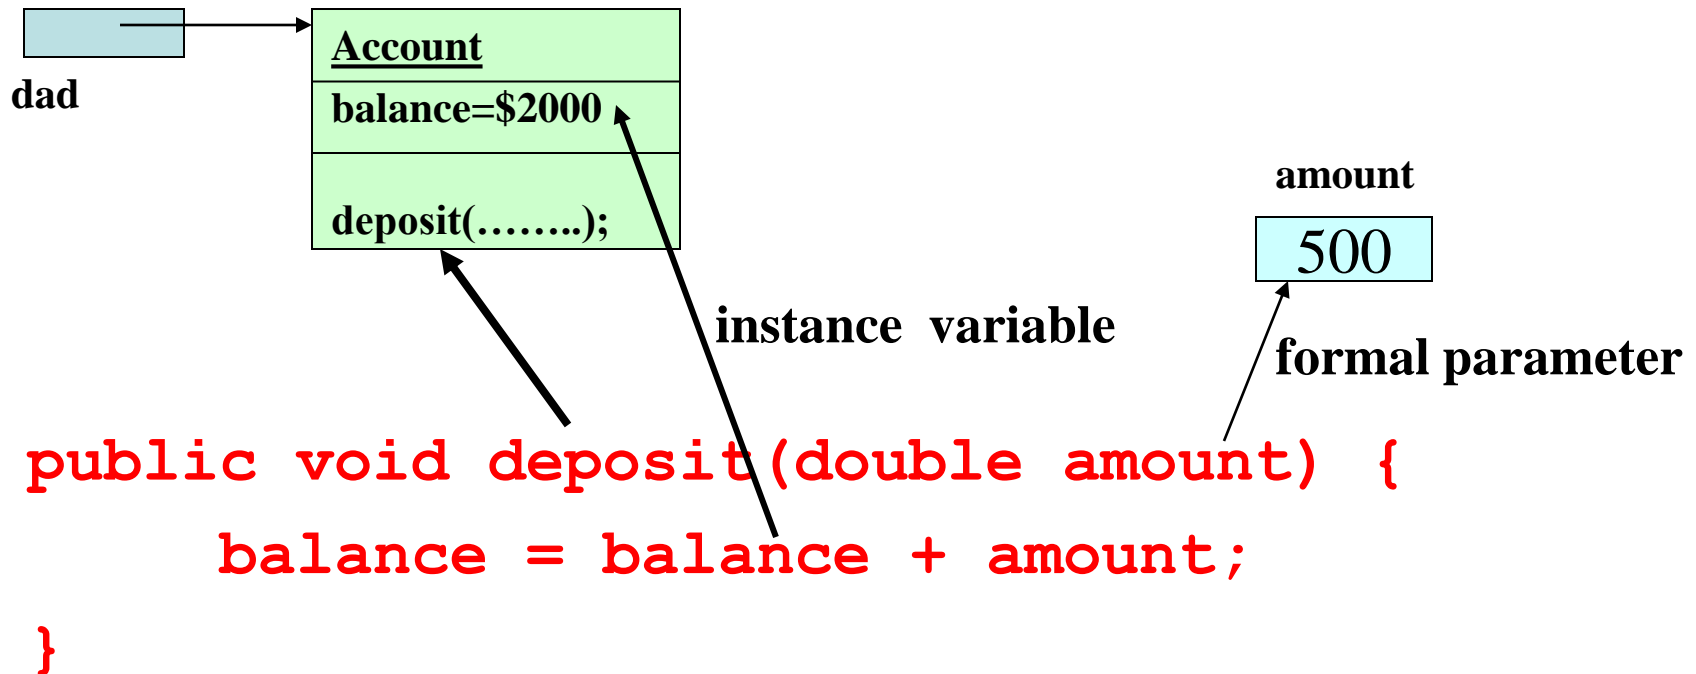 Account
dad
balance=$2000
deposit(……..);
amount
500
instance variable
formal parameter
public void deposit(double amount) {
balance = balance + amount;
}